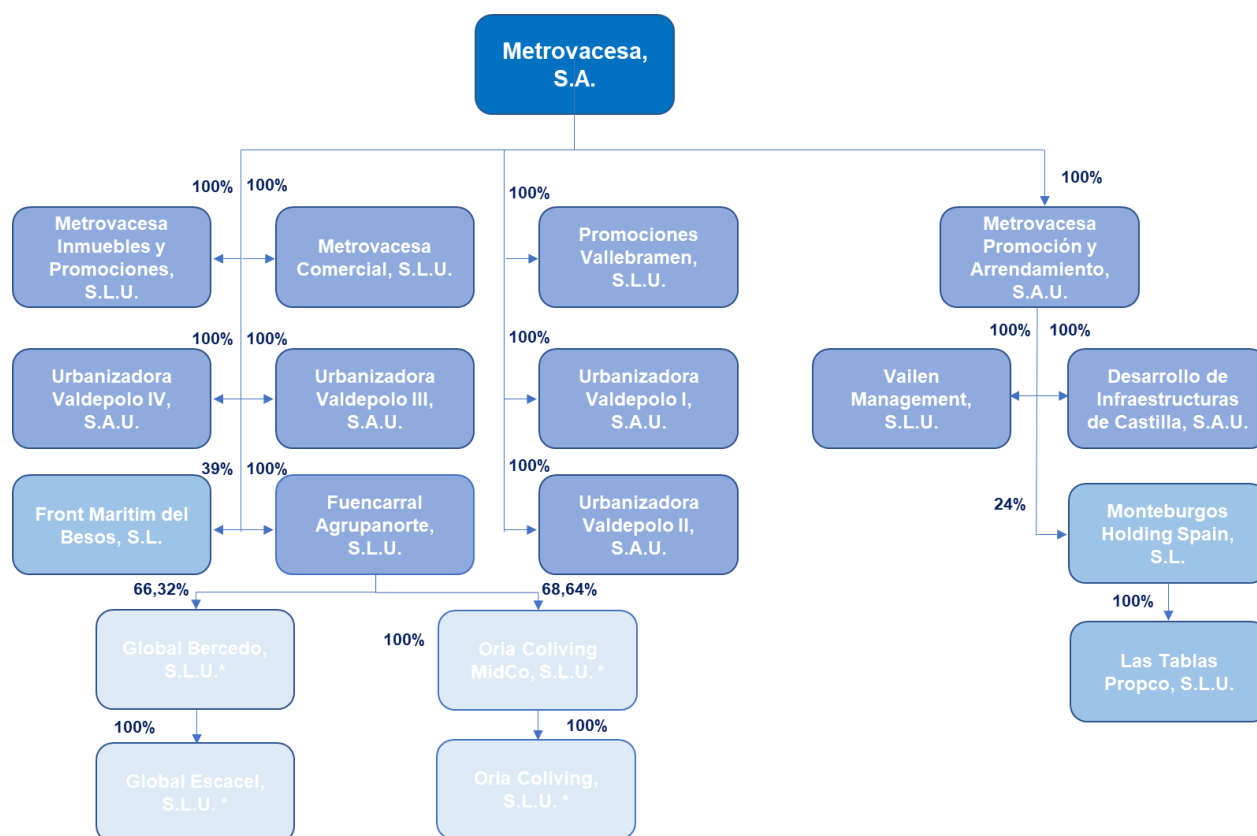 Metrovacesa,
S.A.
100%
100%
100%
100%
Metrovacesa
Inmuebles y
Promociones,
S.L.U.
Metrovacesa
Comercial, S.L.U.
Promociones
Vallebramen,
S.L.U.
Metrovacesa
Promoción y
Arrendamiento,
S.A.U.
100%
100%
100%
100%
100%
Urbanizadora
Valdepolo IV,
S.A.U.
Urbanizadora
Valdepolo III,
S.A.U.
Urbanizadora
Valdepolo I,
S.A.U.
Vailen
Management,
S.L.U.
Desarrollo de
Infraestructuras
de Castilla, S.A.U.
39%
100%
100%
24%
Front Maritim del
Besos, S.L.
Fuencarral
Agrupanorte,
S.L.U.
Urbanizadora
Valdepolo II,
S.A.U.
Monteburgos
Holding Spain,
S.L.
66,32%
68,64%
100%
Global Bercedo,
S.L.U.*
100%
Oria Coliving
MidCo, S.L.U. *
Las Tablas
Propco, S.L.U.
100%
100%
Global Escacel,
S.L.U. *
Oria Coliving,
S.L.U. *